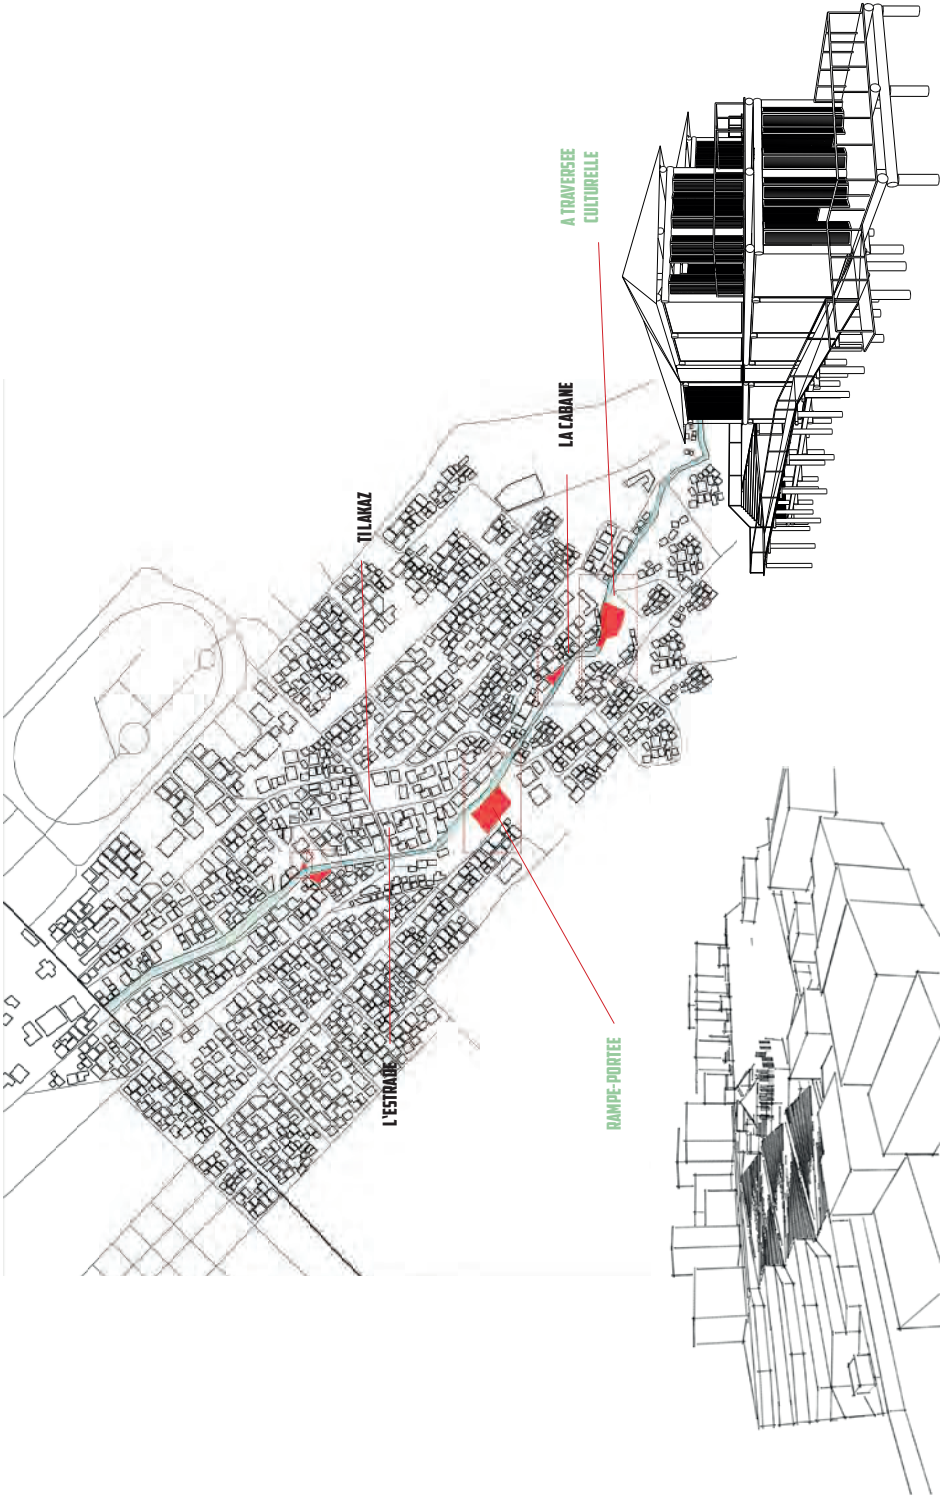 L'ESTRADE
TI LAKAZ
LA CABANE
A TRAVERSEE
CULTURELLE
RAMPE-PORTEE